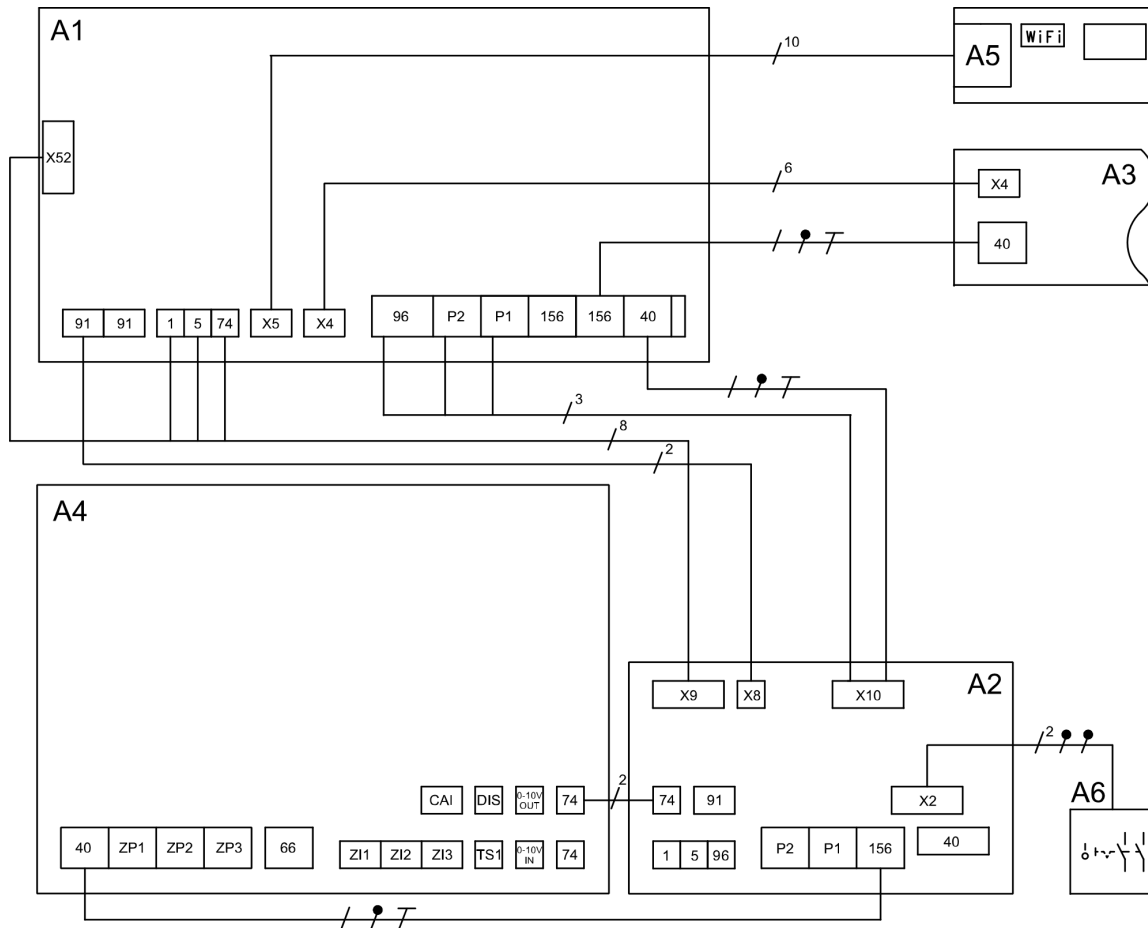 A1
10
A5
WiFi
X52
6
X4
A3
40
91
91
1
5
74
X5
X4
96
P2
P1
156
156
40
3
8
2
A4
X9
X8
X10
A2
2
CAI
DIS
0-10V
OUT
74
2
74
91
X2
A6
40
ZP1
ZP2
ZP3
66
ZI1
ZI2
ZI3
TS1
0-10V
IN
74
1
5
96
P2
P1
156
40